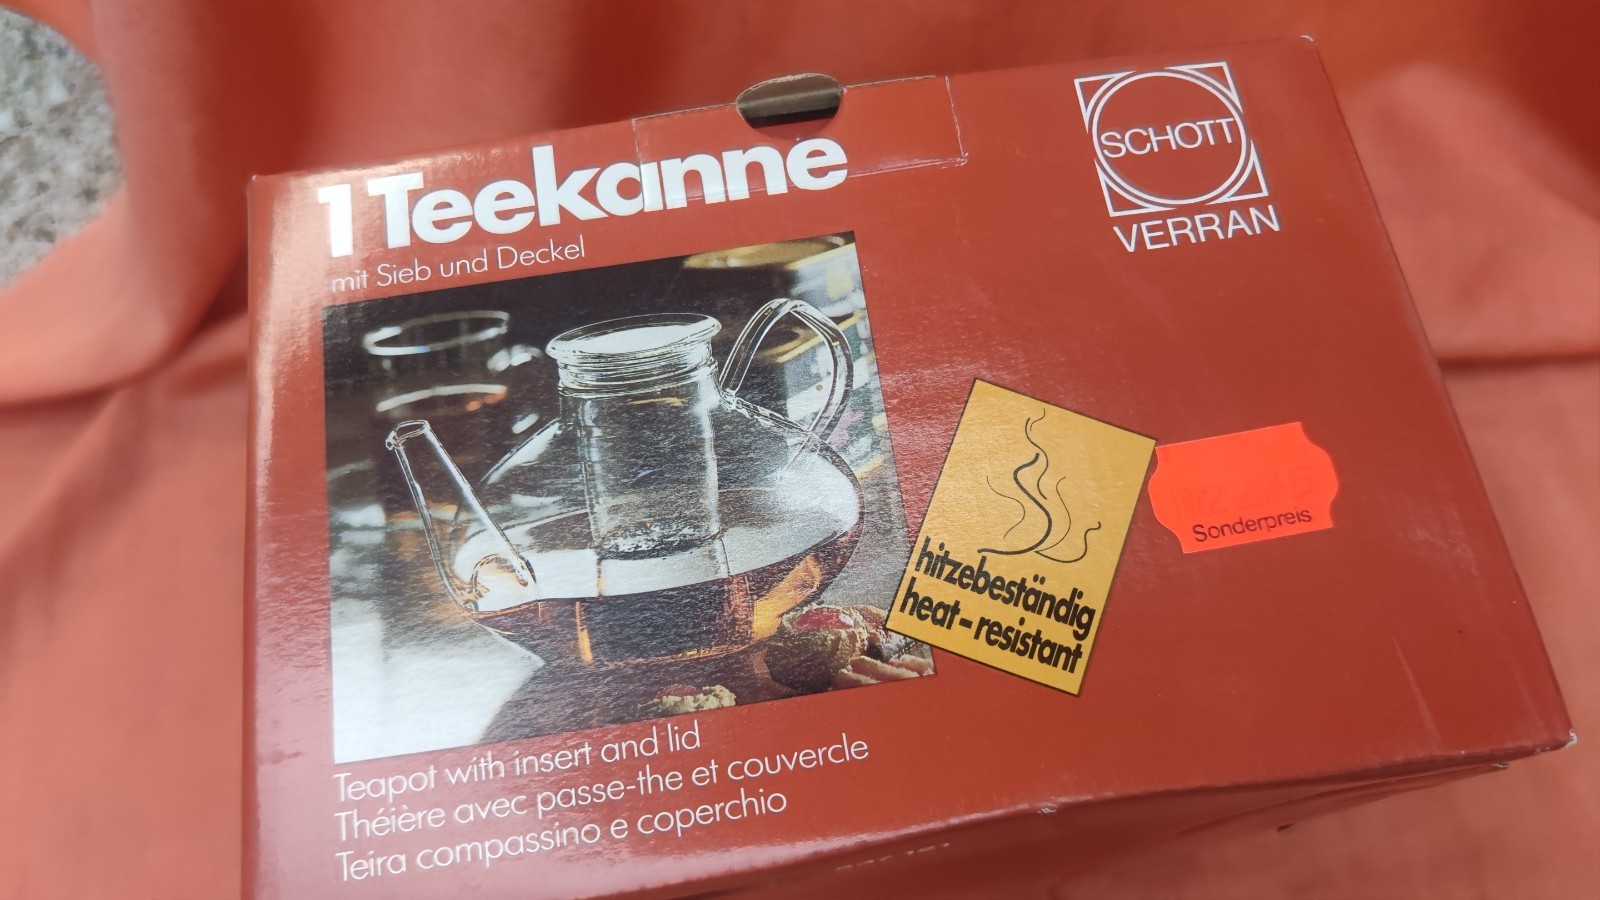 1 Teekanne
mit Sieb und Deckel
SCHOTT
VERRAN
hitzebeständig
heat-resistant
Sonderpreis
Teapot with insert and lid
Théière avec passe-the et couvercle
Teira compassino e coperchio